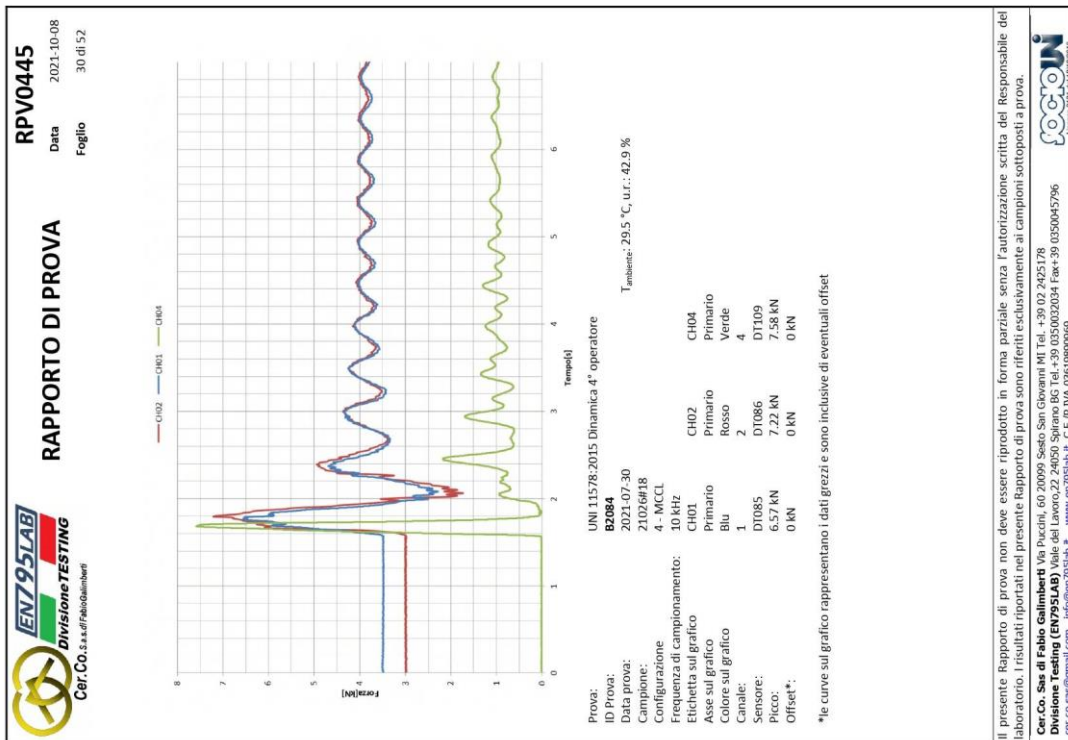 EN795LAB
DivisioneTESTING
Cer.Co. S.a.s. di Fabio Galimberti
RAPPORTO DI PROVA
RPV0445
Data 2021-10-08
Foglio 30 di 52
CH02 CH01 CH04
8
7
6
5
4
3
2
1
0
Forza[kN]
0 1 2 3 4 5 6
Tempo[s]
Prova: UNI 11578:2015 Dinamica 4° operatore
ID Prova: B2084
Data prova: 2021-07-30 Tambiente: 29.5 °C, u.r.: 42.9 %
Campione: 21026#18
Configurazione 4 - MCCL
Frequenza di campionamento: 10 kHz
Etichetta sul grafico CH01 CH02 CH04
Asse sul grafico Primario Primario Primario
Colore sul grafico Blu Rosso Verde
Canale: 1 2 4
Sensore: DT085 DT086 DT109
Picco: 6.57 kN 7.22 kN 7.58 kN
Offset*: 0 kN 0 kN 0 kN
*le curve sul grafico rappresentano i dati grezzi e sono inclusive di eventuali offset
Il presente Rapporto di prova non deve essere riprodotto in forma parziale senza l'autorizzazione scritta del Responsabile del
laboratorio. I risultati riportati nel presente Rapporto di prova sono riferiti esclusivamente ai campioni sottoposti a prova.
Cer.Co. Sas di Fabio Galimberti Via Puccini, 60 20099 Sesto San Giovanni MI Tel. +39 02 2425178
Divisione Testing (EN795LAB) Viale del Lavoro,22 24050 Spirano BG Tel.+39 0350032034 Fax+39 0350045796
SOCIO UNI